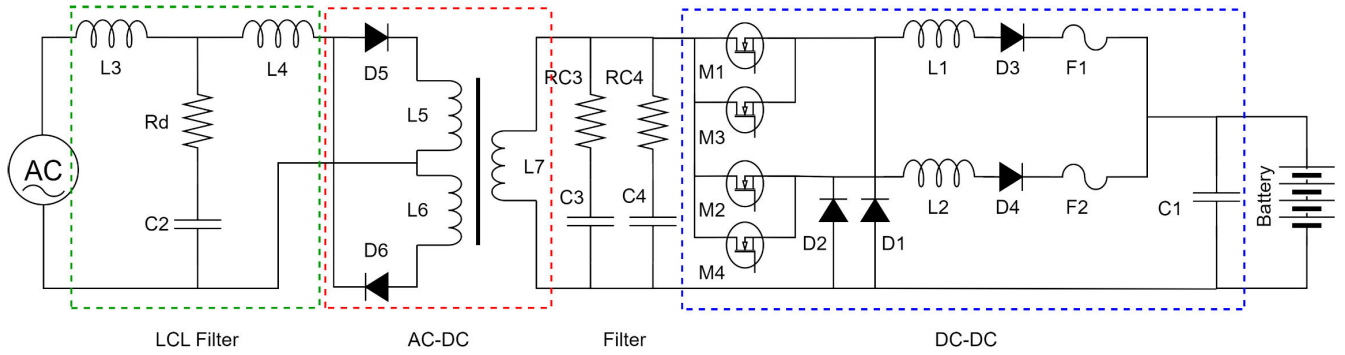 L3
L4
D5
RC3
RC4
M1
L1
D3
F1
Rd
L5
M3
AC
L7
L6
C2
C3
C4
M2
D2
D1
L2
D4
F2
C1
Battery
D6
M4
LCL Filter
AC-DC
Filter
DC-DC